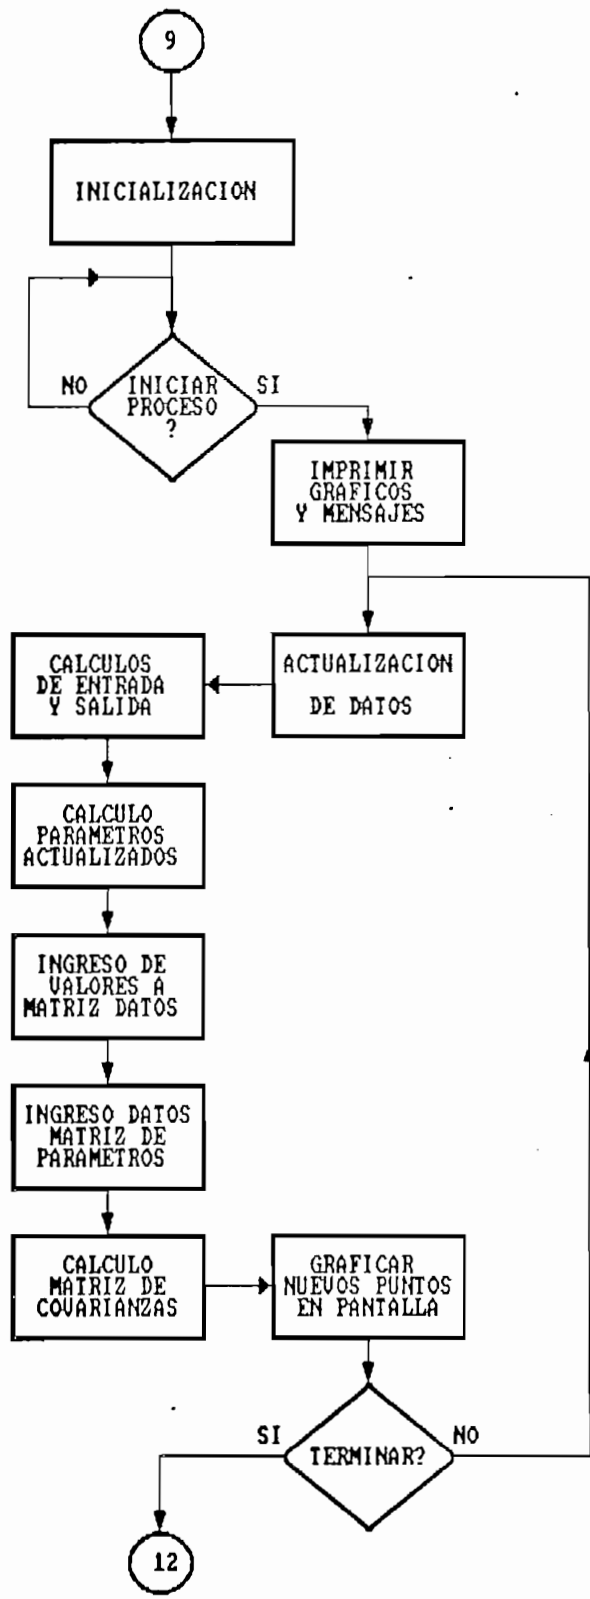 9
INICIALIZACION
NO
INICIAR
SI
PROCESO
?
IMPRIMIR
GRAFICOS
Y MENSAJES
ACTUALIZACION
DE DATOS
CALCULOS
DE ENTRADA
Y SALIDA
CALCULO
PARAMETROS
ACTUALIZADOS
INGRESO DE
VALORES A
MATRIZ DATOS
INGRESO DATOS
MATRIZ DE
PARAMETROS
CALCULO
MATRIZ DE
COVARIANZAS
GRAFICAR
NUEVOS PUNTOS
EN PANTALLA
SI
TERMINAR?
NO
12